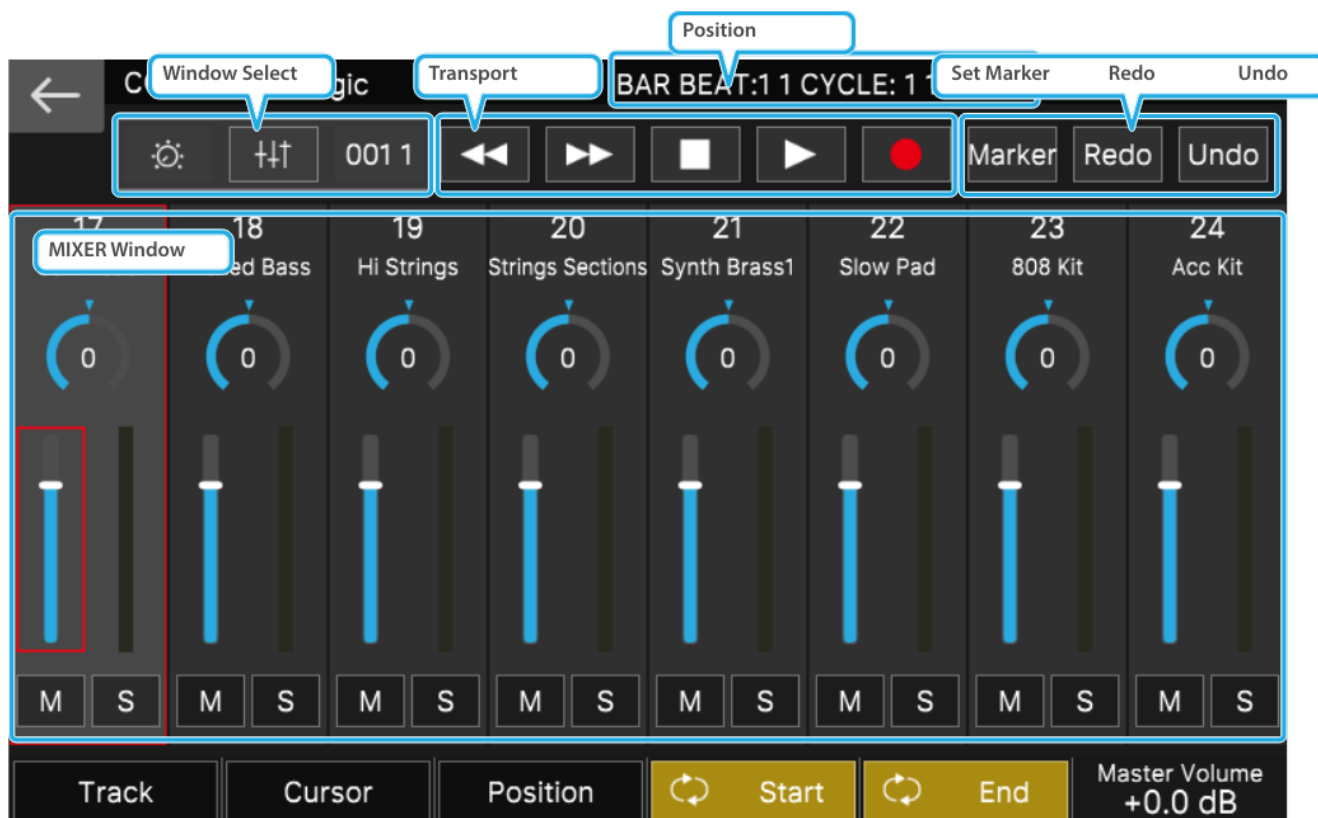 Position
Window Select
Transport
Set Marker Redo Undo
BAR BEAT:1 1 CYCLE: 1
001 1
Marker Redo Undo
17 18 19 20 21 22 23 24
MIXER Window
Bass Hi Strings Strings Sections Synth Brass1 Slow Pad 808 Kit Acc Kit
0 0 0 0 0 0 0 0
M S M S M S M S M S M S M S M S
Track Cursor Position Start End Master Volume
+0.0 dB